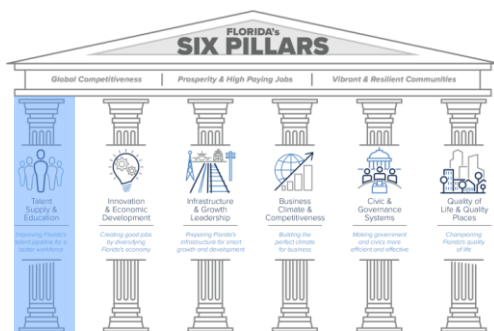 FLORIDA's
SIX PILLARS
Global Competitiveness | Prosperity & High Paying Jobs | Vibrant & Resilient Communities
Talent
Supply &
Education
Improving Florida's
talent pipeline for a
better workforce
Innovation
& Economic
Development
Creating good jobs
by diversifying
Florida's economy
Infrastructure
& Growth
Leadership
Preparing Florida's
infrastructure for smart
growth and development
Business
Climate &
Competitiveness
Building the
perfect climate
for business
Civic &
Governance
Systems
Making government
and civics more
efficient and effective
Quality of
Life & Quality
Places
Championing
Florida's quality
of life